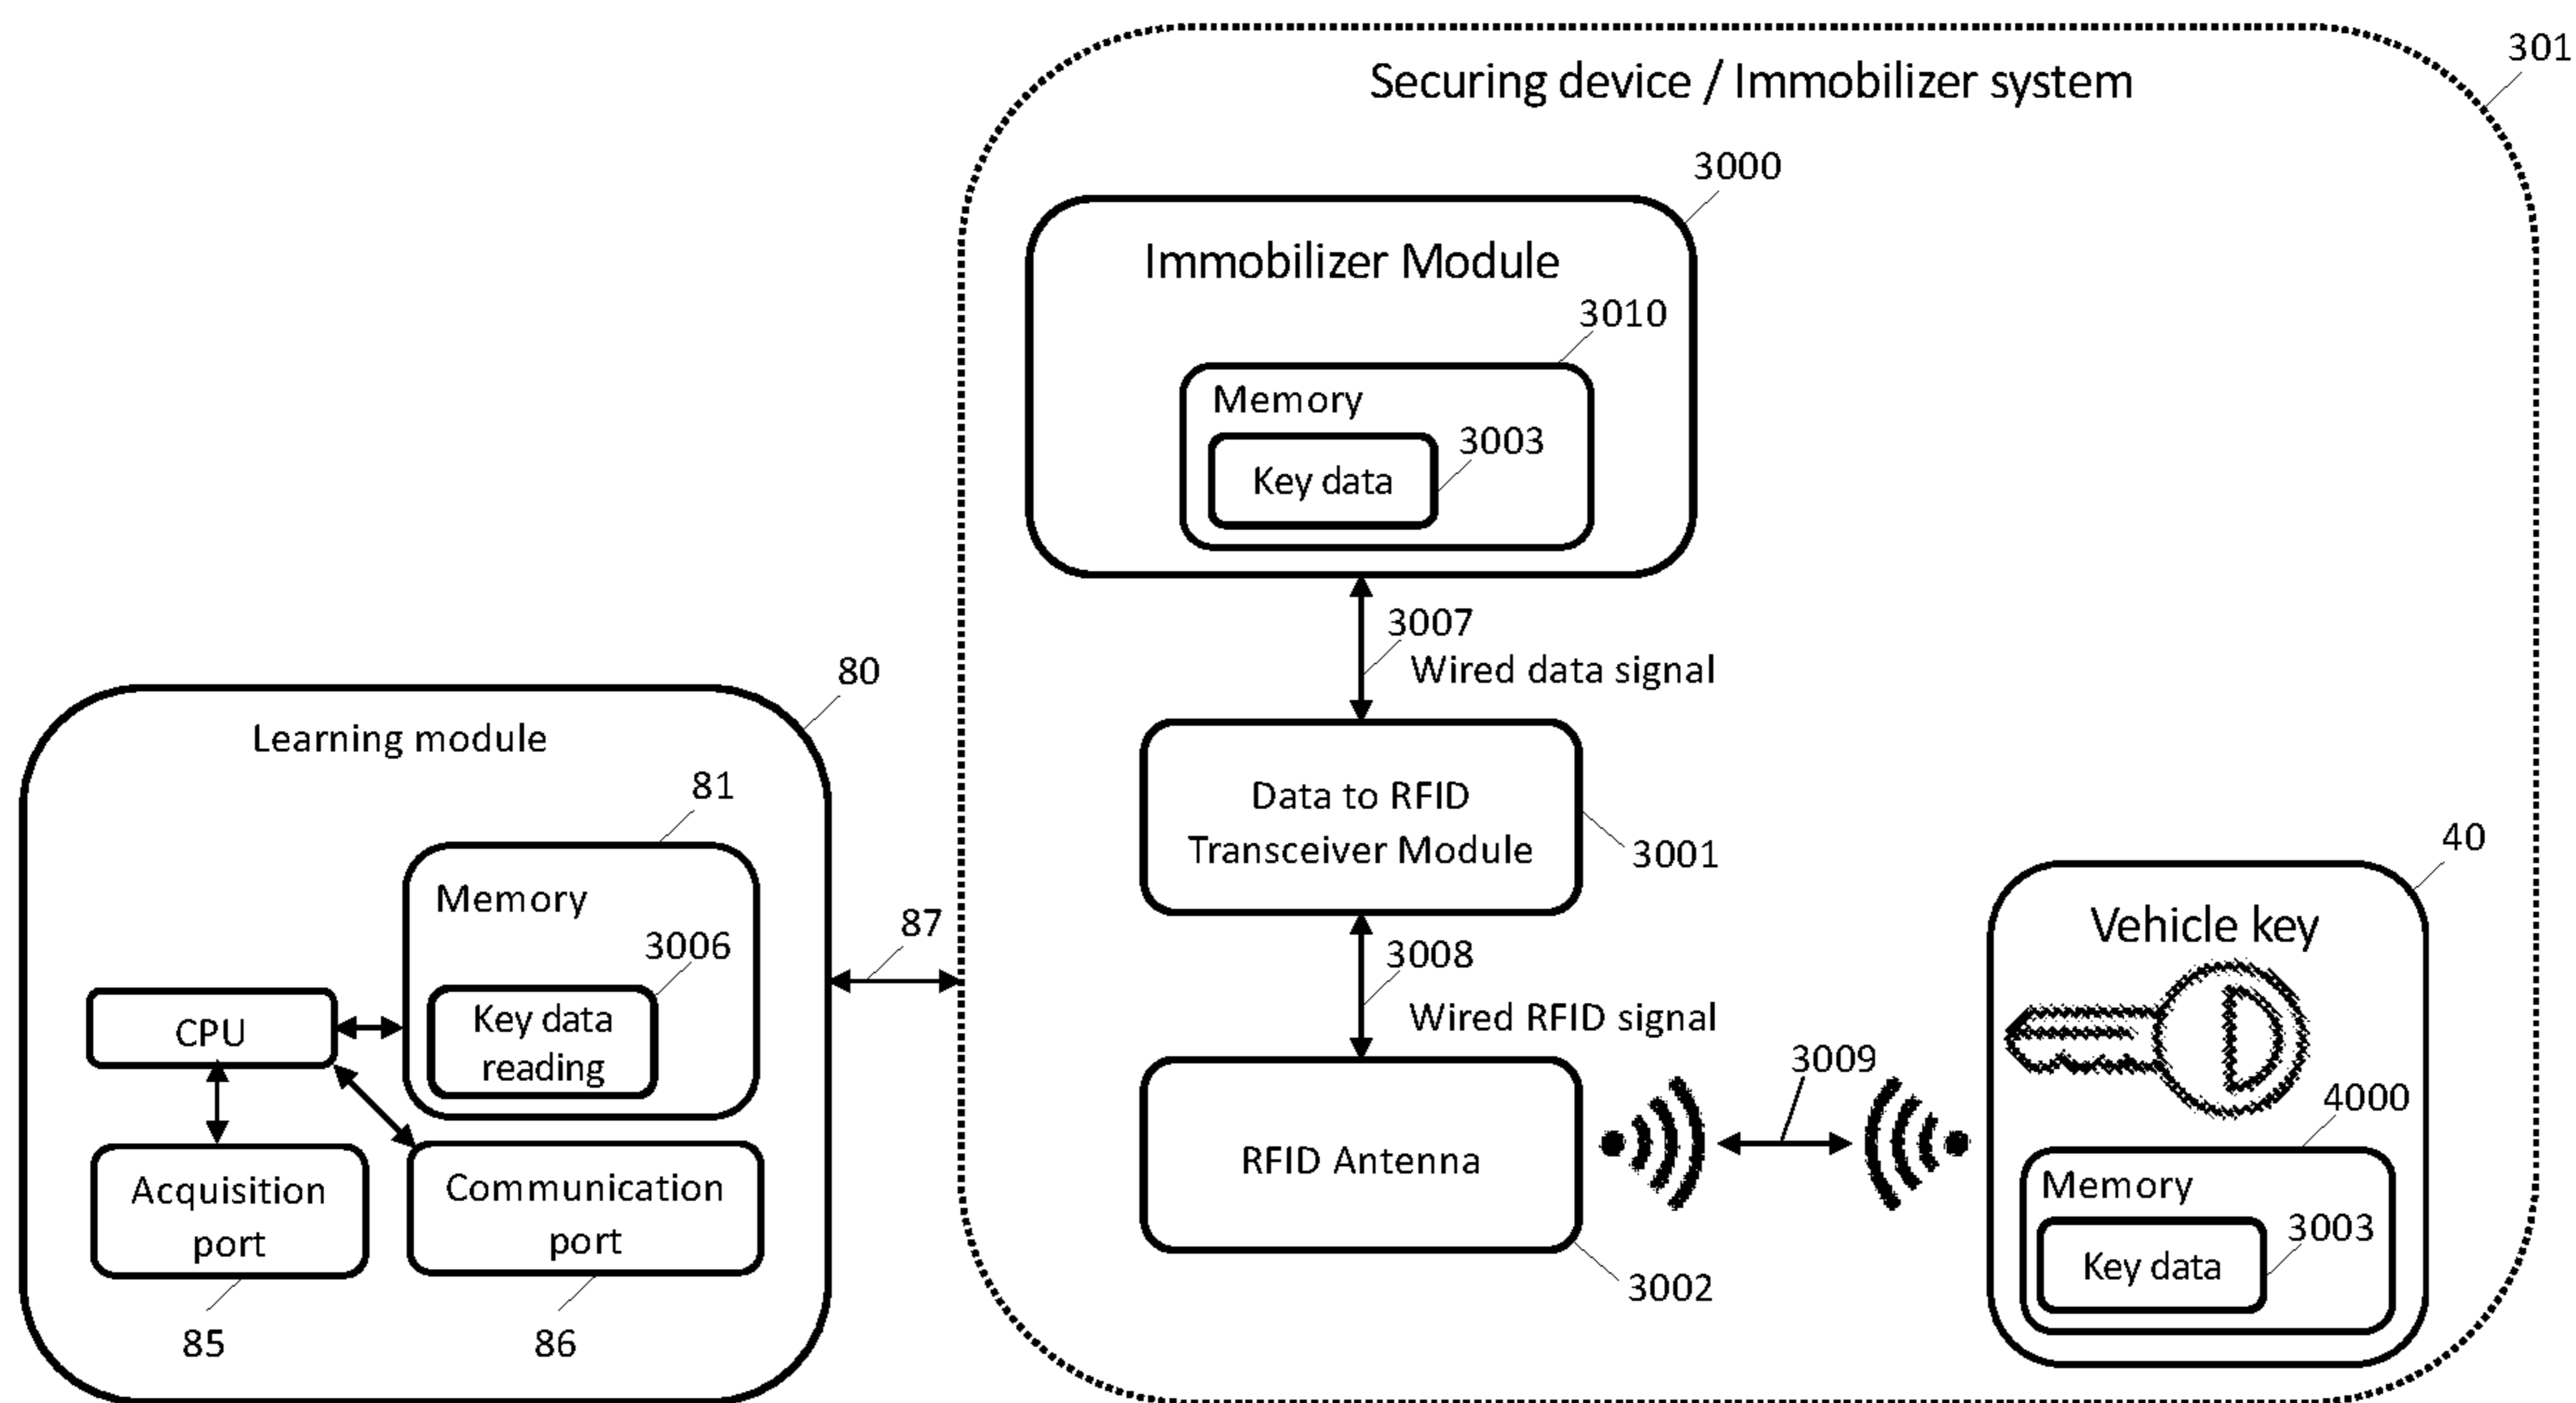 301
Securing device / Immobilizer system
3000
Immobilizer Module
3010
Memory
3003
Key data
3007
Wired data signal
80
Learning module
81
Memory
3006
Key data
reading
CPU
Acquisition
port
Communication
port
85
86
87
Data to RFID
Transceiver Module
3001
3008
Wired RFID signal
RFID Antenna
3002
3009
40
Vehicle key
4000
Memory
3003
Key data